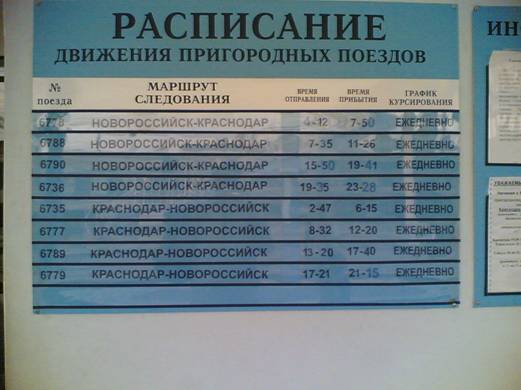 РАСПИСАНИЕ
ДВИЖЕНИЯ ПРИГОРОДНЫХ ПОЕЗДОВ
№ поезда МАРШРУТ СЛЕДОВАНИЯ ВРЕМЯ ОТПРАВЛЕНИЯ ВРЕМЯ ПРИБЫТИЯ ГРАФИК КУРСИРОВАНИЯ
НОВОРОССИЙСК-КРАСНОДАР 4-12 7-50 ЕЖЕДНЕВНО
6788 НОВОРОССИЙСК-КРАСНОДАР 7-35 11-26 ЕЖЕДНЕВНО
6790 НОВОРОССИЙСК-КРАСНОДАР 15-50 19-41 ЕЖЕДНЕВНО
6736 НОВОРОССИЙСК-КРАСНОДАР 19-35 23-28 ЕЖЕДНЕВНО
6735 КРАСНОДАР-НОВОРОССИЙСК 2-47 6-15 ЕЖЕДНЕВНО
6777 КРАСНОДАР-НОВОРОССИЙСК 8-32 12-20 ЕЖЕДНЕВНО
6789 КРАСНОДАР-НОВОРОССИЙСК 13-20 17-40 ЕЖЕДНЕВНО
6779 КРАСНОДАР-НОВОРОССИЙСК 17-21 21-15 ЕЖЕДНЕВНО
ИН